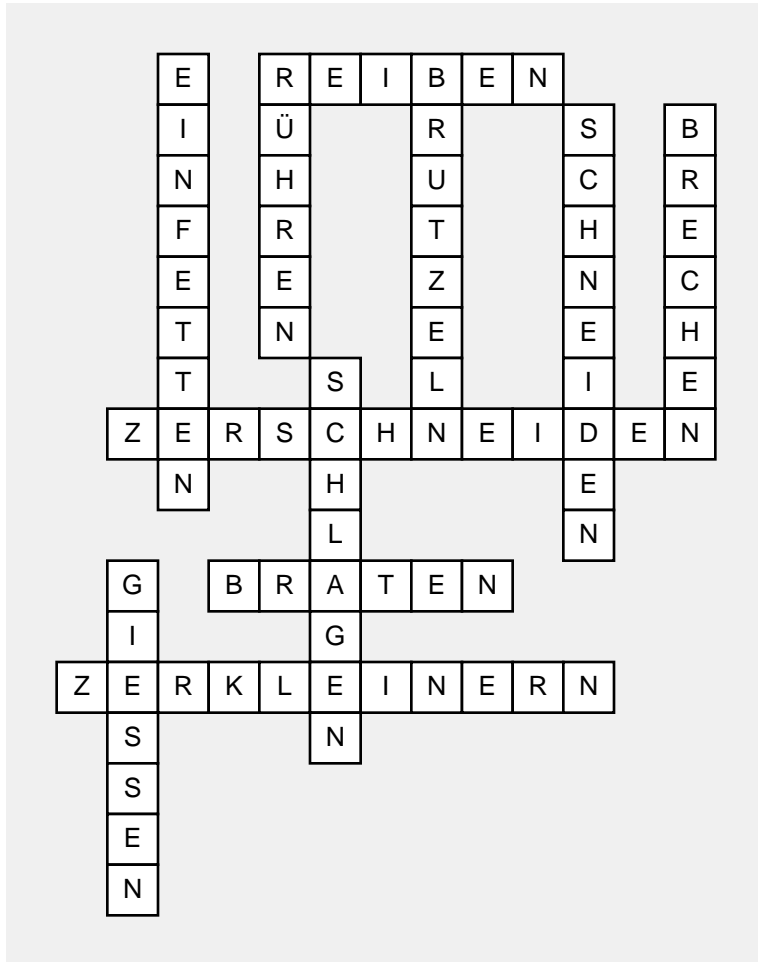 EINFETTEN
REIBEN
RÜHREN
BRUTZELN
SCHNEIDEN
BRECHEN
SCHLAGEN
ZERSCHNEIDEN
GIESSEN
BRATEN
ZERKLEINERN